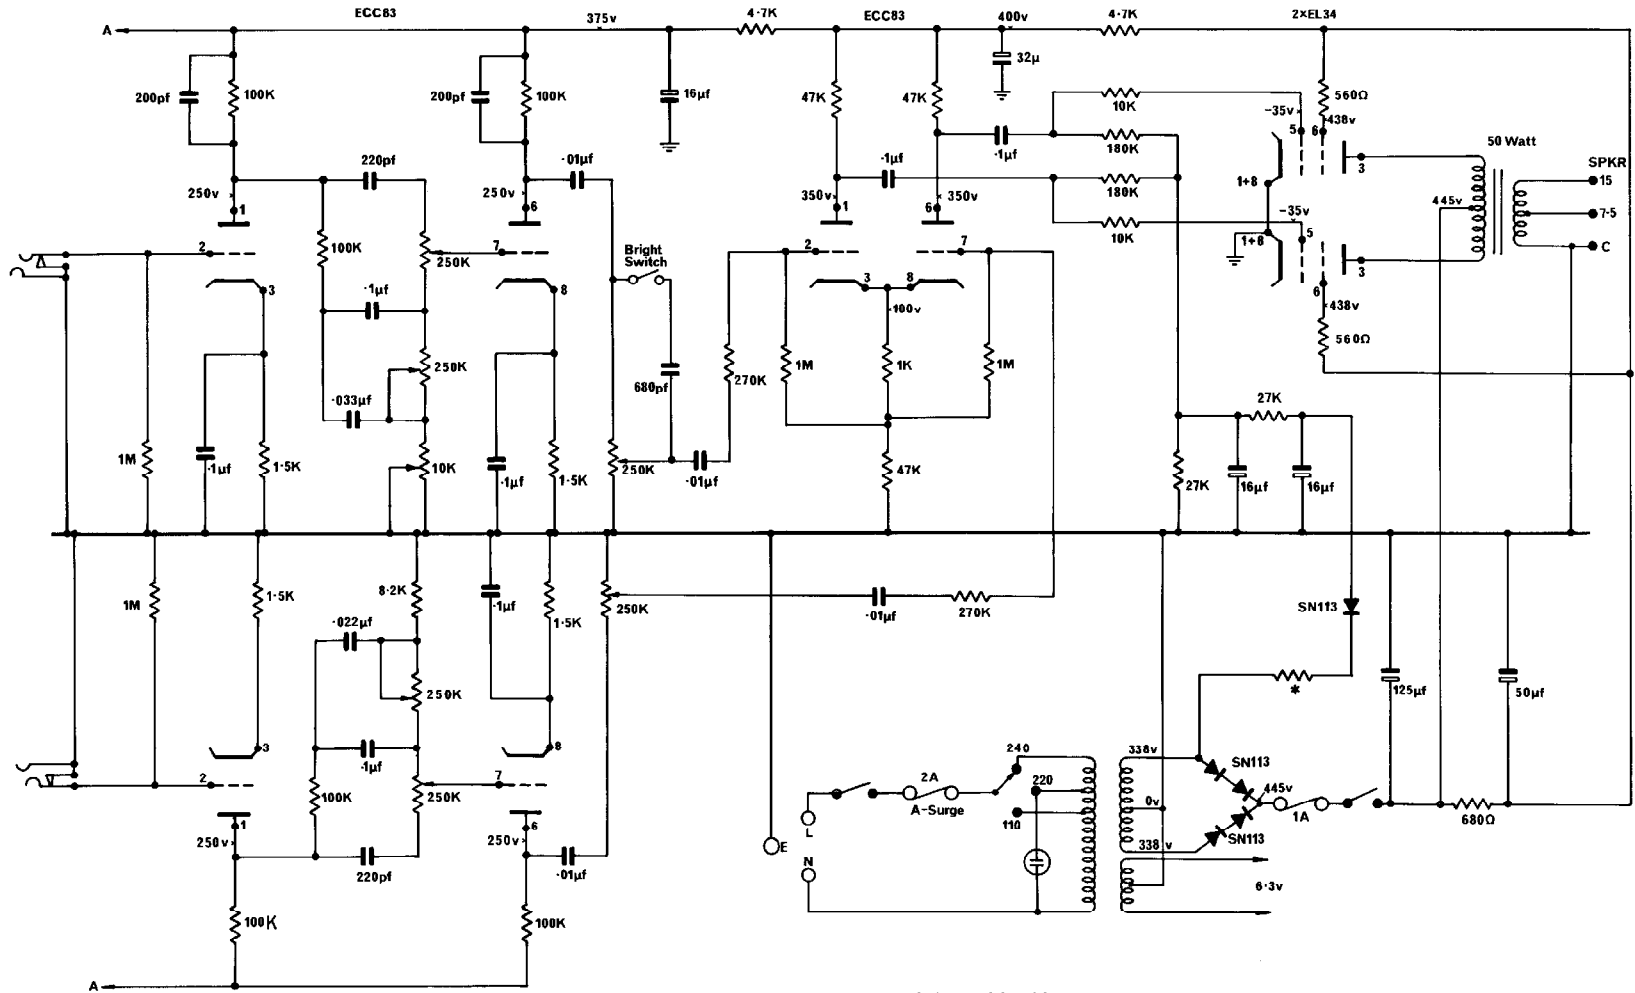 ECC83
375v
4·7K
ECC83
400v
4·7K
2×EL34
A
200pf
100K
200pf
100K
16µf
47K
47K
32µ
10K
560Ω
-35v
438v
5
6
·1µf
180K
50 Watt
220pf
·01µf
·1µf
180K
3
SPKR
15
250v
1
250v
6
350v
1
6
350v
1+8
445v
7·5
-35v
10K
5
1+8
C
2
100K
250K
7
Bright
Switch
2
7
3
3
8
3
8
6
438v
·1µf
100v
560Ω
250K
680pf
270K
1M
1K
1M
·033µf
27K
1M
·1µf
1·5K
10K
·1µf
1·5K
250K
·01µf
47K
27K
16µf
16µf
1M
1·5K
8·2K
·1µf
1·5K
250K
·01µf
270K
SN113
·022µf
250K
*
125µf
50µf
3
·1µf
8
240
338v
SN113
2
7
2A
220
445v
100K
250K
A-Surge
0v
1A
680Ω
1
6
L
110
SN113
250v
250v
E
338v
220pf
·01µf
N
6·3v
100K
100K
A